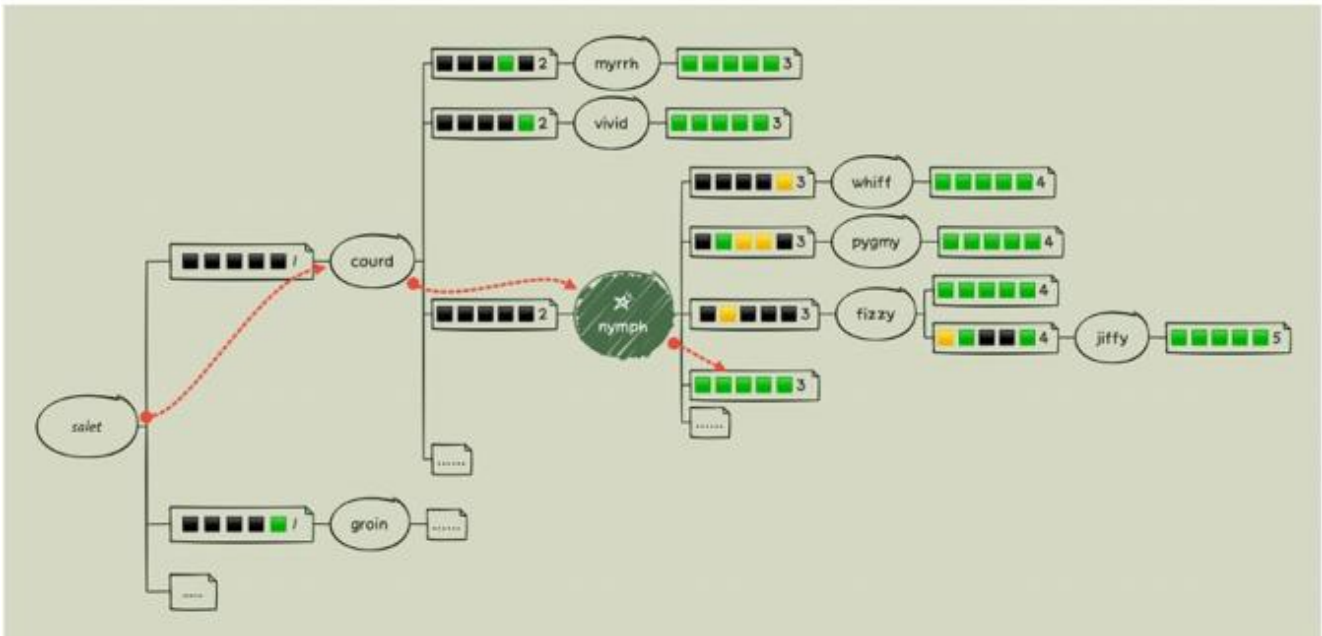 2 myrrh 3
2 vivid 3
3 whiff 4
1 courd
3 pygmy 4
2 nymph
3 fizzy 4
4 jiffy 5
3
......
salet
......
1 groin ......
....